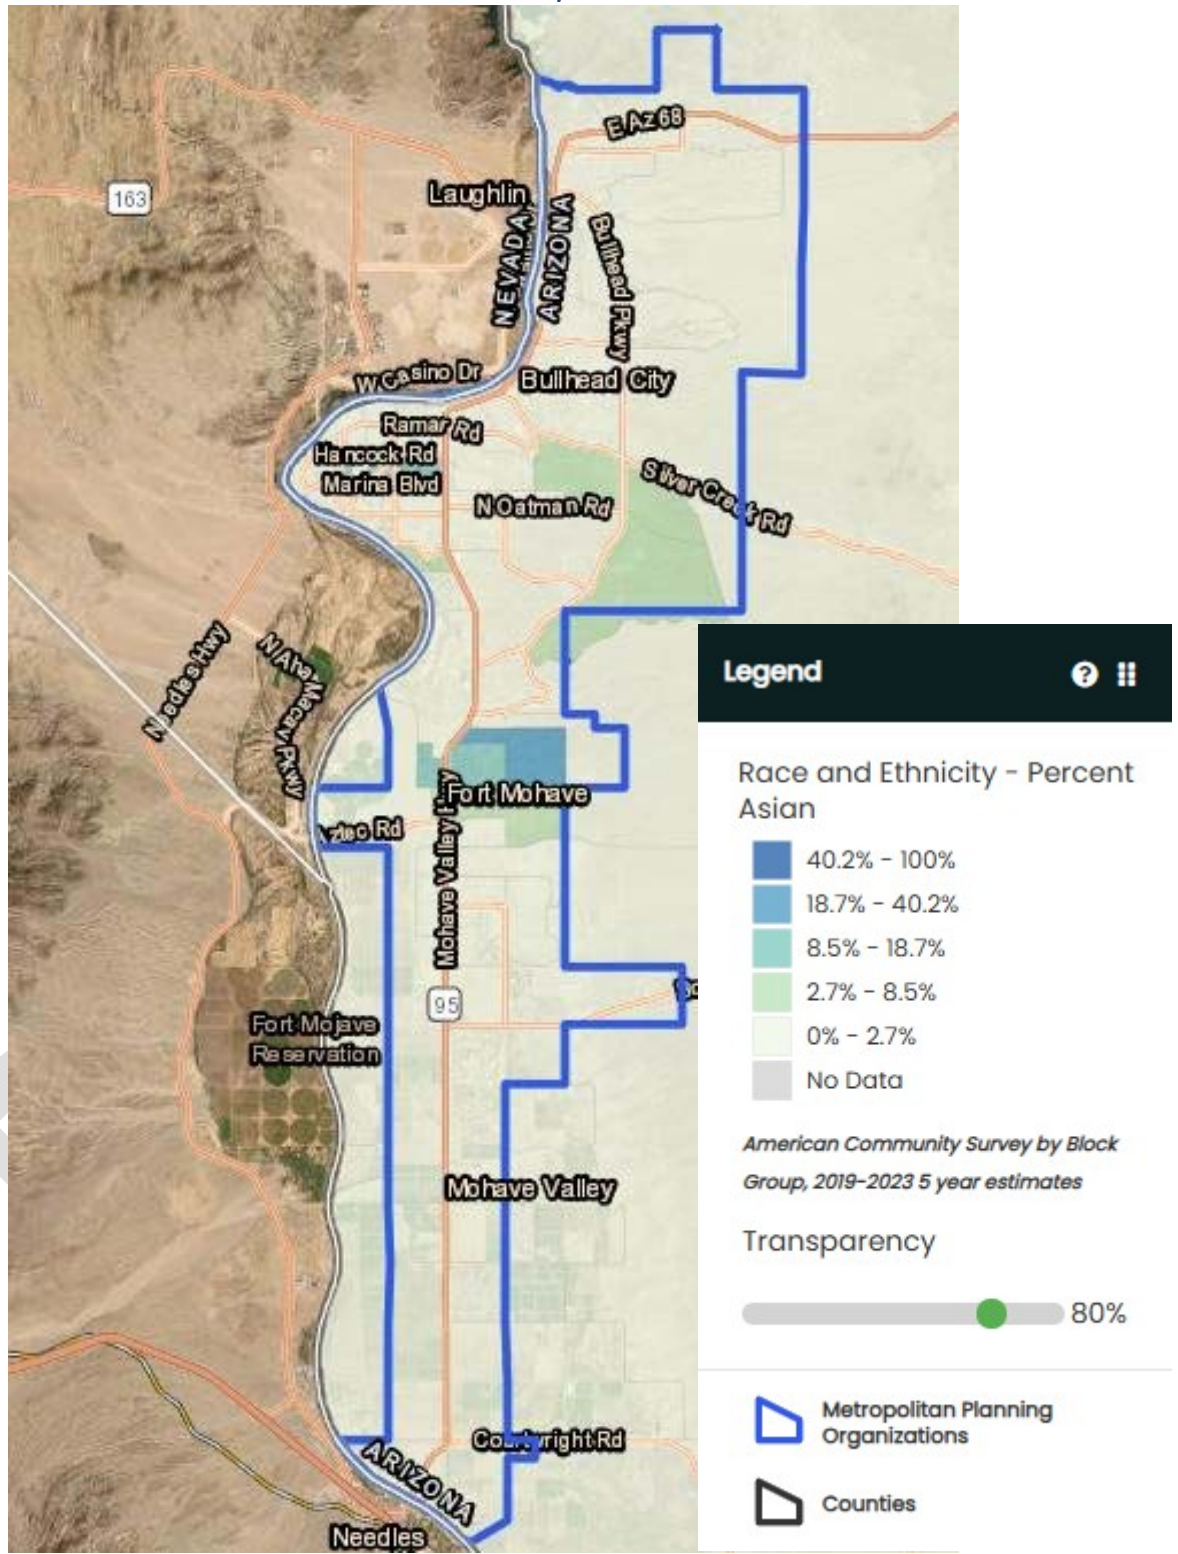 E Az 68
163
Laughlin
NEVADA
ARIZONA
Bullhead Pkwy
W Casino Dr
Bullhead City
Ramar Rd
Hancock Rd
Marina Blvd
Silver Creek Rd
N Oatman Rd
Needles Hwy
N Aha Macav Pkwy
Fort Mohave
Aztec Rd
Mohave Valley Hwy
95
Fort Mojave
Reservation
Mohave Valley
Courtwright Rd
ARIZONA
Needles
Legend
?
Race and Ethnicity - Percent
Asian
40.2% - 100%
18.7% - 40.2%
8.5% - 18.7%
2.7% - 8.5%
0% - 2.7%
No Data
American Community Survey by Block
Group, 2019-2023 5 year estimates
Transparency
80%
Metropolitan Planning
Organizations
Counties